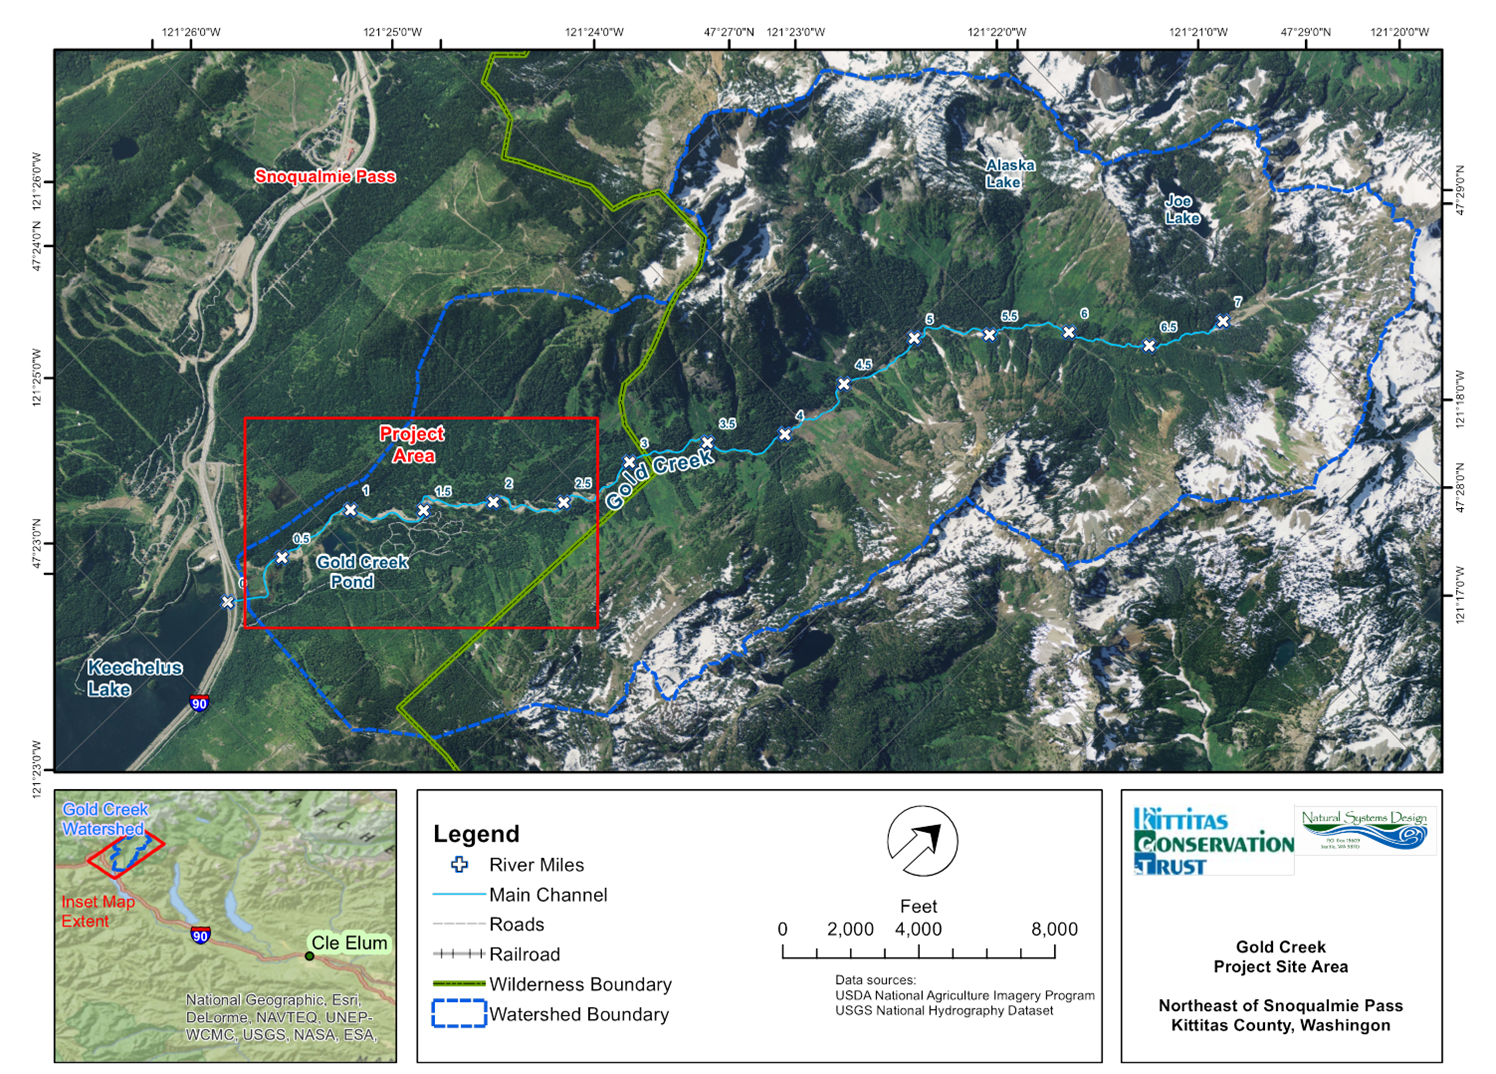 121°26'0"W
121°25'0"W
121°24'0"W
47°27'0"N
121°23'0"W
121°22'0"W
121°21'0"W
47°29'0"N
121°20'0"W
121°26'0"W
47°24'0"N
121°25'0"W
47°23'0"N
121°23'0"W
47°29'0"N
121°18'0"W
47°28'0"N
121°17'0"W
Snoqualmie Pass
Alaska
Lake
Joe
Lake
Project
Area
Gold Creek
Gold Creek
Pond
Keechelus
Lake
90
0
0.5
1
1.5
2
2.5
3
3.5
4
4.5
5
5.5
6
6.5
7
Gold Creek
Watershed
Inset Map
Extent
90
Cle Elum
National Geographic, Esri,
DeLorme, NAVTEQ, UNEP-
WCMC, USGS, NASA, ESA,
Legend
River Miles
Main Channel
Roads
Railroad
Wilderness Boundary
Watershed Boundary
Feet
0 2,000 4,000 8,000
Data sources:
USDA National Agriculture Imagery Program
USGS National Hydrography Dataset
KITTITAS
CONSERVATION
TRUST
Natural Systems Design
Gold Creek
Project Site Area
Northeast of Snoqualmie Pass
Kittitas County, Washingon